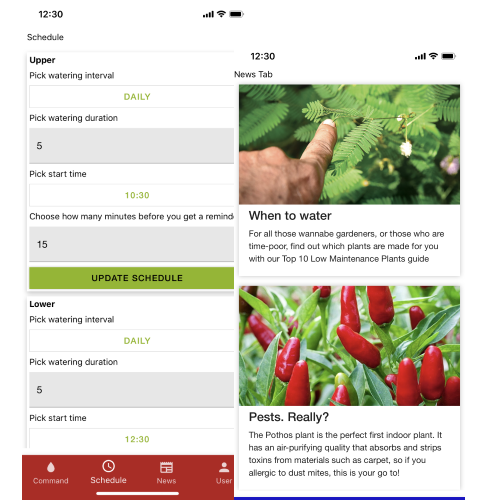 12:30
Schedule
Upper
Pick watering interval
DAILY
Pick watering duration
5
Pick start time
10:30
Choose how many minutes before you get a remind
15
UPDATE SCHEDULE
Lower
Pick watering interval
DAILY
Pick watering duration
5
Pick start time
12:30
Command
Schedule
News
User
12:30
News Tab
When to water
For all those wannabe gardeners, or those who are
time-poor, find out which plants are made for you
with our Top 10 Low Maintenance Plants guide
Pests. Really?
The Pothos plant is the perfect first indoor plant. It
has an air-purifying quality that absorbs and strips
toxins from materials such as carpet, so if you
allergic to dust mites, this is your go to!